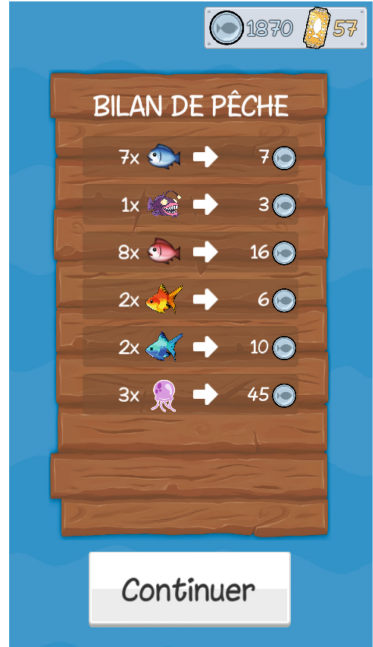 1870 57
BILAN DE PÊCHE
7x 7
1x 3
8x 16
2x 6
2x 10
3x 45
Continuer